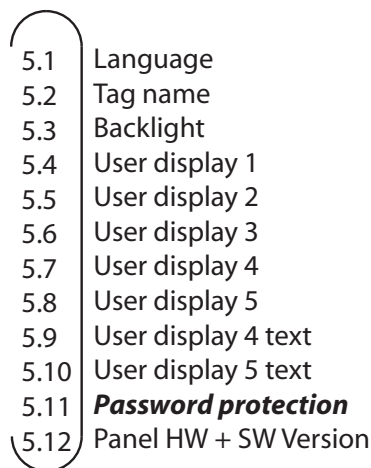 5.1 Language
5.2 Tag name
5.3 Backlight
5.4 User display 1
5.5 User display 2
5.6 User display 3
5.7 User display 4
5.8 User display 5
5.9 User display 4 text
5.10 User display 5 text
5.11 Password protection
5.12 Panel HW + SW Version